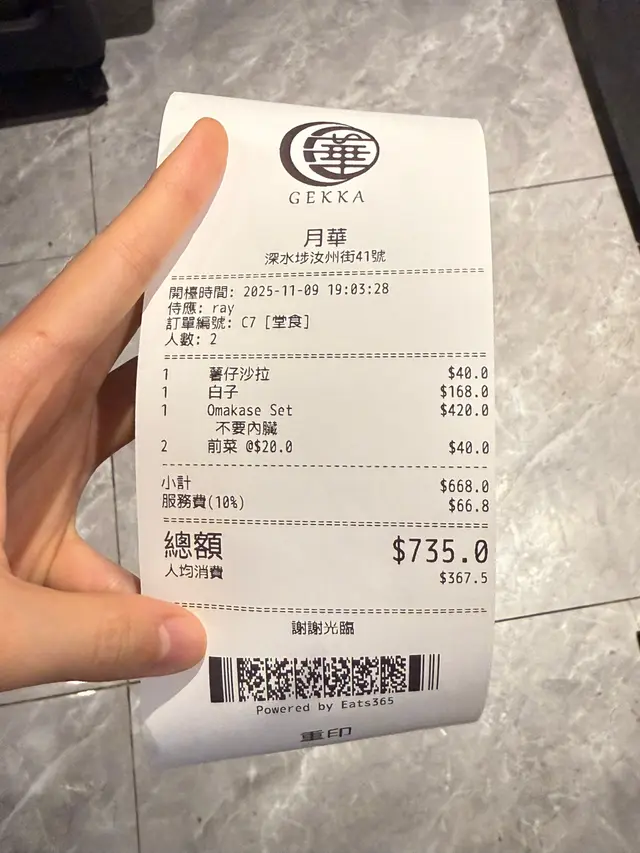 華
GEKKA
月華
深水埗汝州街41號
開檯時間: 2025-11-09 19:03:28
侍應: ray
訂單編號: C7 [堂食]
人數: 2
1 薯仔沙拉 $40.0
1 白子 $168.0
1 Omakase Set $420.0
不要內臟
2 前菜 @$20.0 $40.0
小計 $668.0
服務費(10%) $66.8
總額 $735.0
人均消費 $367.5
謝謝光臨
Powered by Eats365
重印